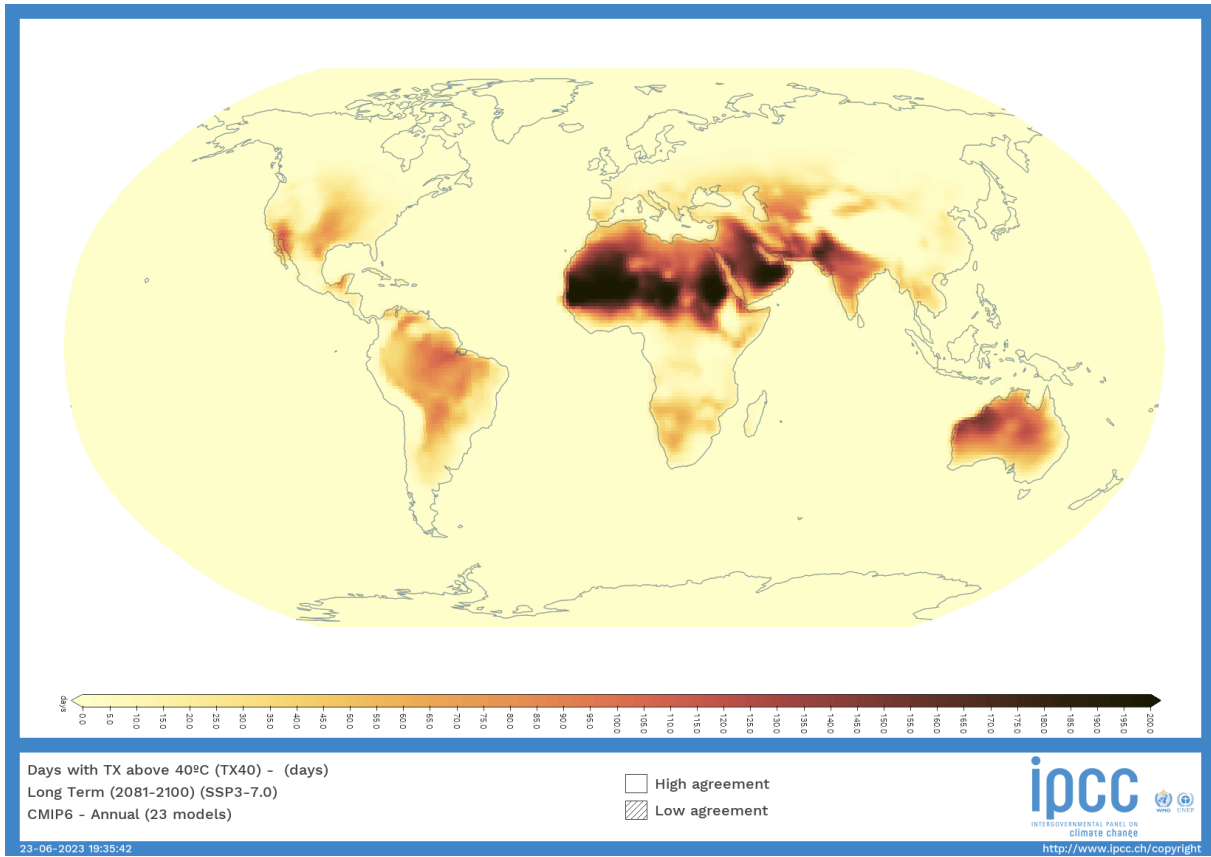 days
0.0 5.0 10.0 15.0 20.0 25.0 30.0 35.0 40.0 45.0 50.0 55.0 60.0 65.0 70.0 75.0 80.0 85.0 90.0 95.0 100.0 105.0 110.0 115.0 120.0 125.0 130.0 135.0 140.0 145.0 150.0 155.0 160.0 165.0 170.0 175.0 180.0 185.0 190.0 195.0 200.0
Days with TX above 40ºC (TX40) - (days)
Long Term (2081-2100) (SSP3-7.0)
CMIP6 - Annual (23 models)
High agreement
Low agreement
ipcc
INTERGOVERNMENTAL PANEL ON
climate change
WMO UNEP
23-06-2023 19:35:42
http://www.ipcc.ch/copyright